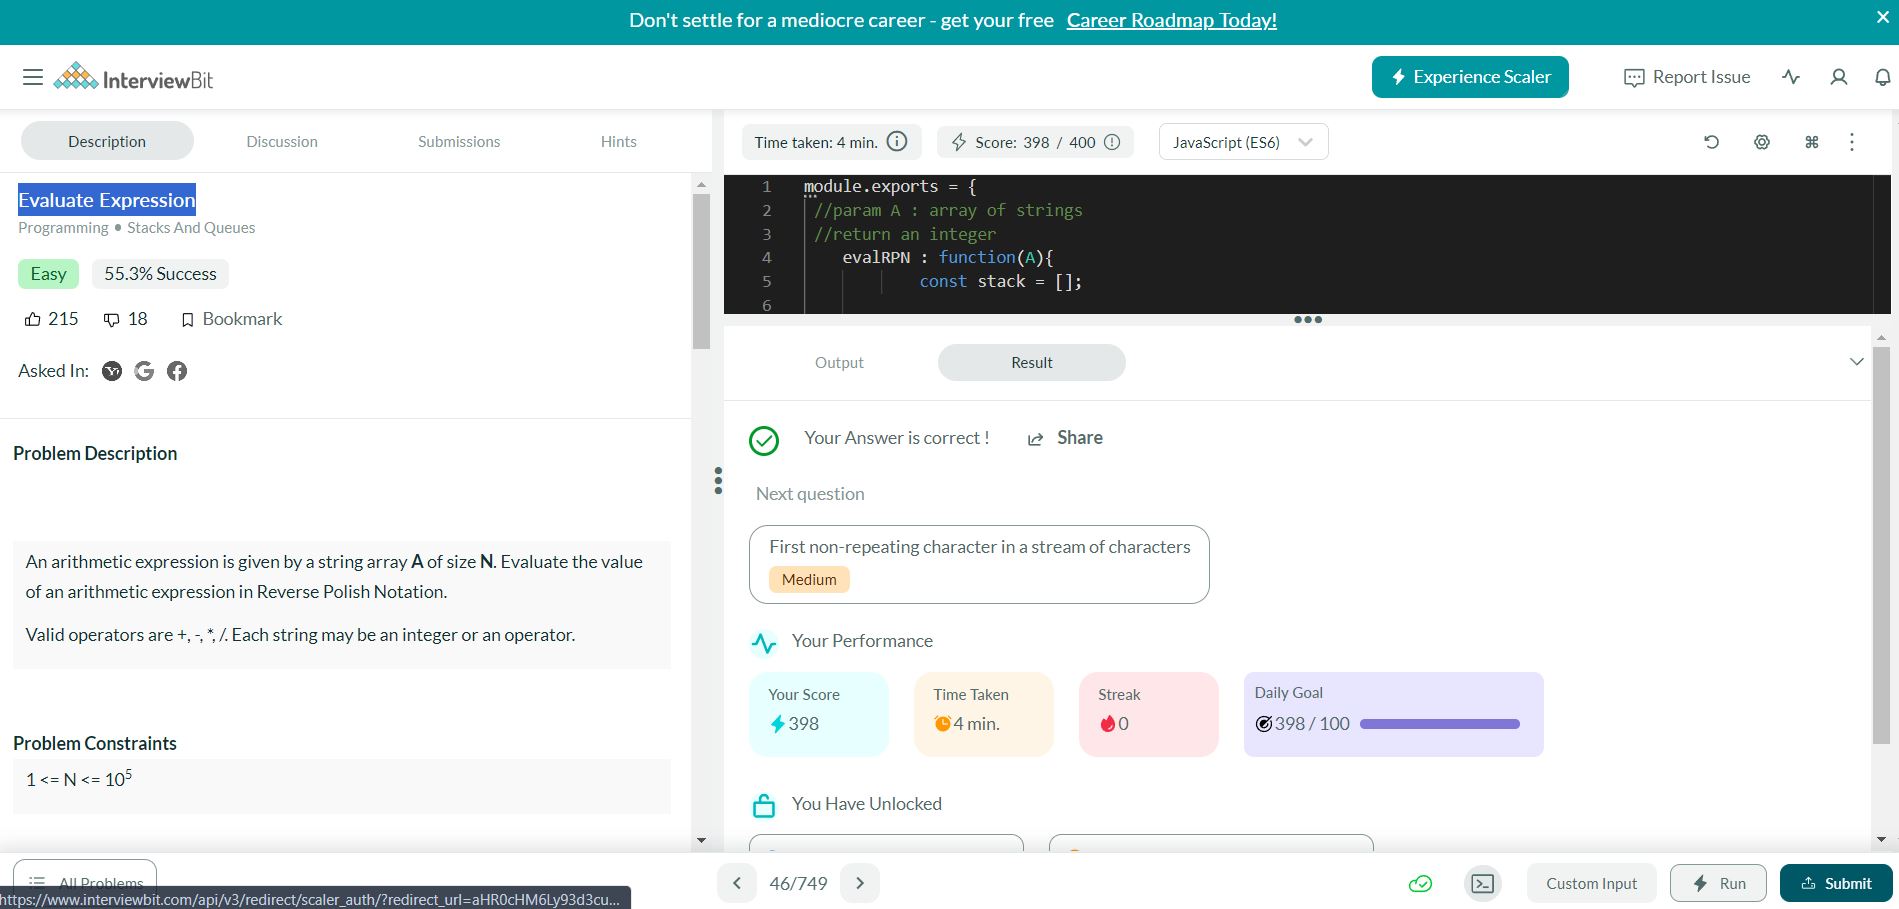 Don't settle for a mediocre career - get your free Career Roadmap Today!
InterviewBit
Experience Scaler
Report Issue
Description
Discussion
Submissions
Hints
Evaluate Expression
Programming • Stacks And Queues
Easy
55.3% Success
215
18
Bookmark
Asked In:
Problem Description
An arithmetic expression is given by a string array A of size N. Evaluate the value
of an arithmetic expression in Reverse Polish Notation.
Valid operators are +, -, *, /. Each string may be an integer or an operator.
Problem Constraints
1 <= N <= 10⁵
All Problems
https://www.interviewbit.com/api/v3/redirect/scaler_auth/?redirect_url=aHR0cHM6Ly93d3cu...
Time taken: 4 min.
Score: 398 / 400
JavaScript (ES6)
1 module.exports = {
2 //param A : array of strings
3 //return an integer
4 evalRPN : function(A){
5 const stack = [];
6
Output
Result
Your Answer is correct !
Share
Next question
First non-repeating character in a stream of characters
Medium
Your Performance
Your Score
398
Time Taken
4 min.
Streak
0
Daily Goal
398 / 100
You Have Unlocked
46/749
Custom Input
Run
Submit